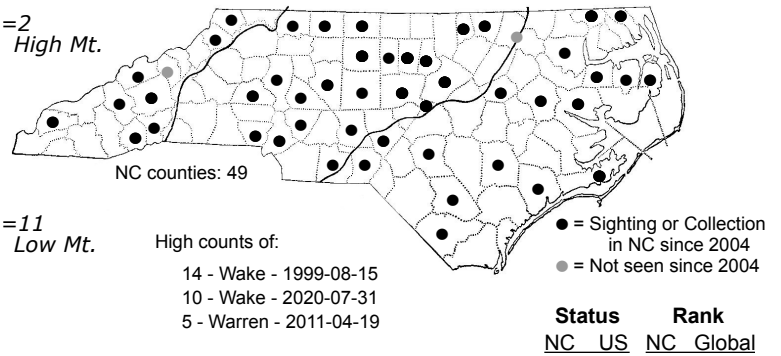 =2
High Mt.
NC counties: 49
=11
Low Mt.
High counts of:
14 - Wake - 1999-08-15
10 - Wake - 2020-07-31
5 - Warren - 2011-04-19
= Sighting or Collection
in NC since 2004
= Not seen since 2004
Status Rank
NC US NC Global